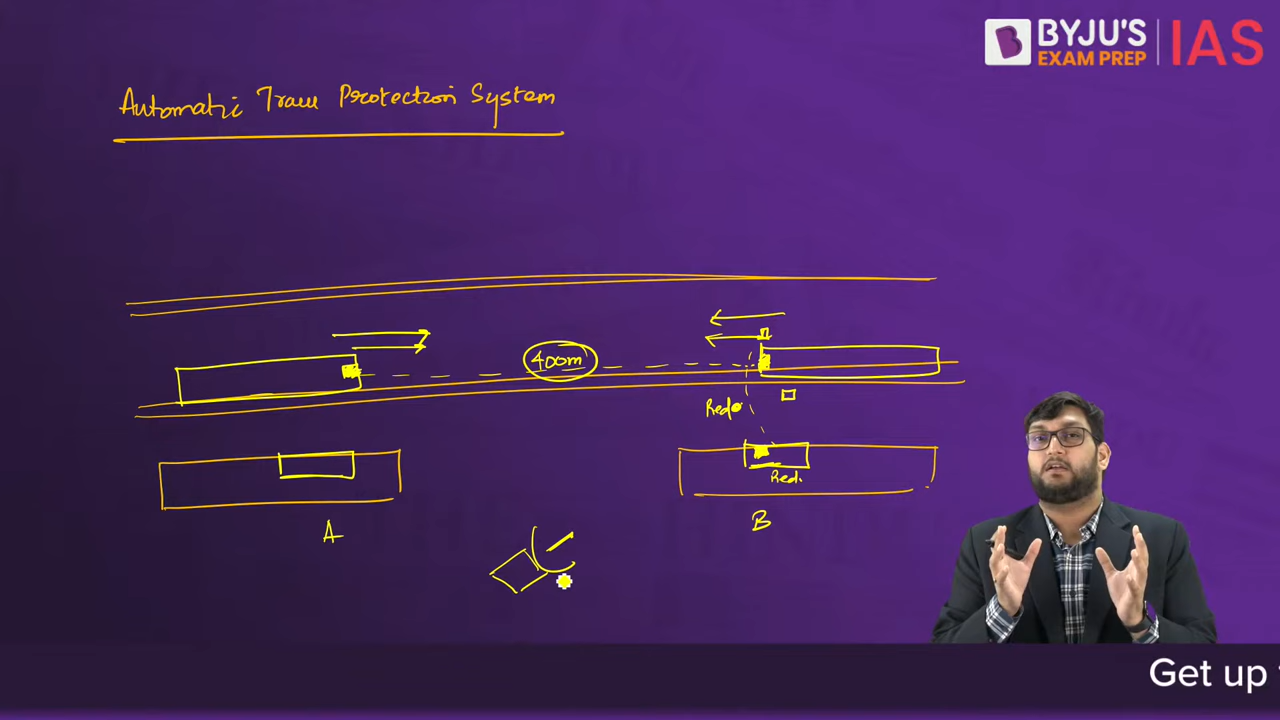 BYJU'S
EXAM PREP
IAS
Automatic Train Protection System
400m
Red
Red.
A
B
Get up